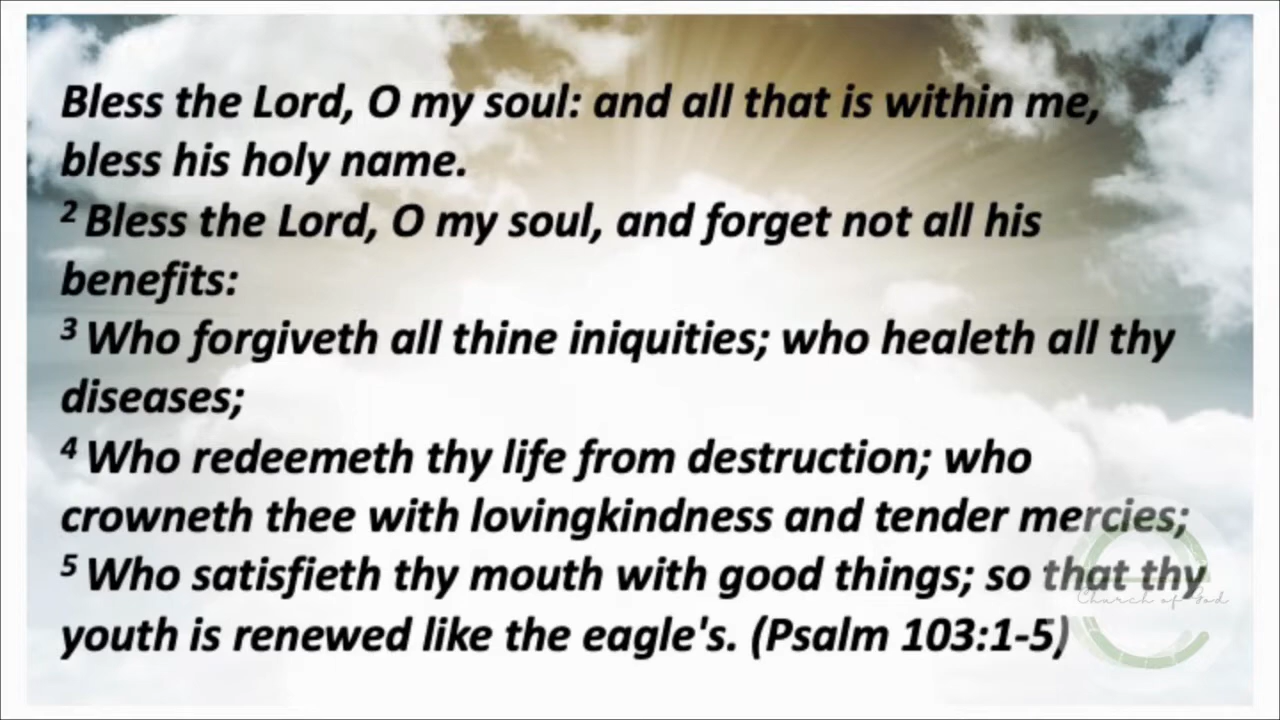 Bless the Lord, O my soul: and all that is within me,
bless his holy name.
2 Bless the Lord, O my soul, and forget not all his
benefits:
3 Who forgiveth all thine iniquities; who healeth all thy
diseases;
4 Who redeemeth thy life from destruction; who
crowneth thee with lovingkindness and tender mercies;
5 Who satisfieth thy mouth with good things; so that thy
youth is renewed like the eagle's. (Psalm 103:1-5)
Church of God